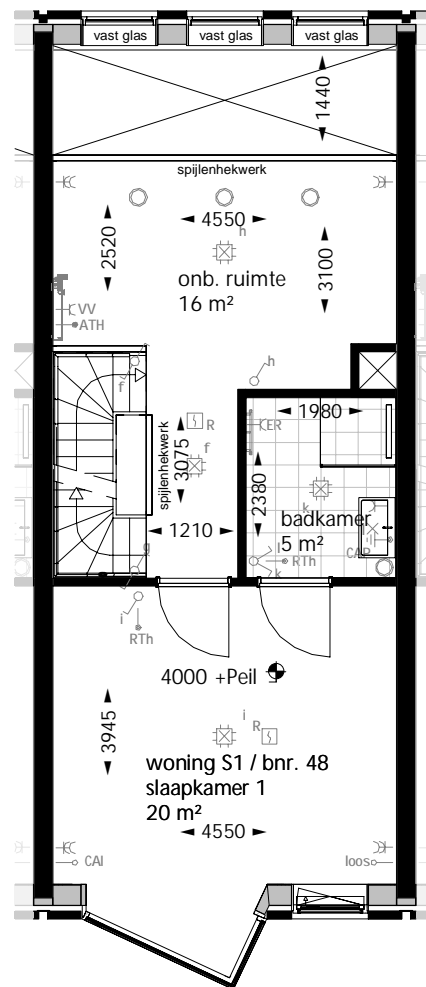 vast glas vast glas vast glas
1440
spijlenhekwerk
4550
2520
3100
h
onb. ruimte
16 m²
VV
ATH
f
h
1980
R
ER
f
spijlenhekwerk
3075
2380
k
badkamer
1210
5 m²
l
CAP
g
k
RTh
i
RTh
4000 +Peil
3945
i
R
woning S1 / bnr. 48
slaapkamer 1
20 m²
4550
CAI
loos